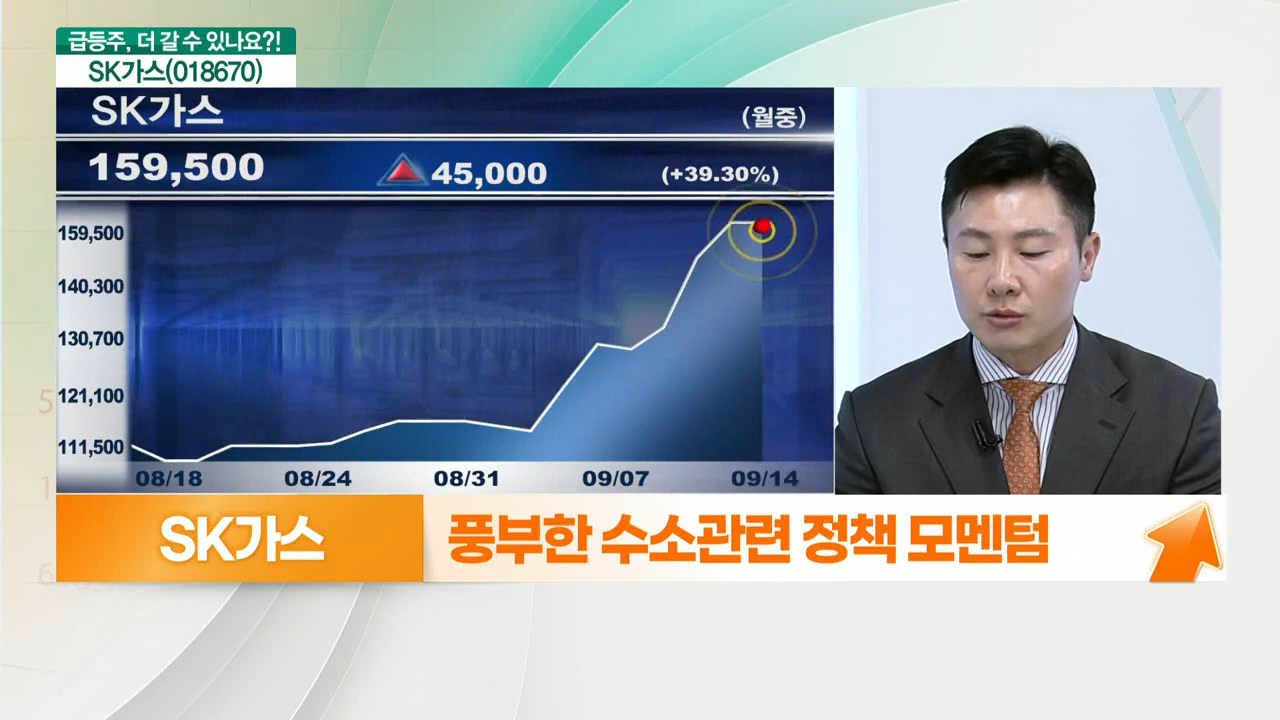 급등주, 더 갈 수 있나요?!
SK가스(018670)
SK가스 (월중)
159,500 ▲ 45,000 (+39.30%)
159,500
140,300
130,700
121,100
111,500
08/18 08/24 08/31 09/07 09/14
SK가스 풍부한 수소관련 정책 모멘텀
5
1
6